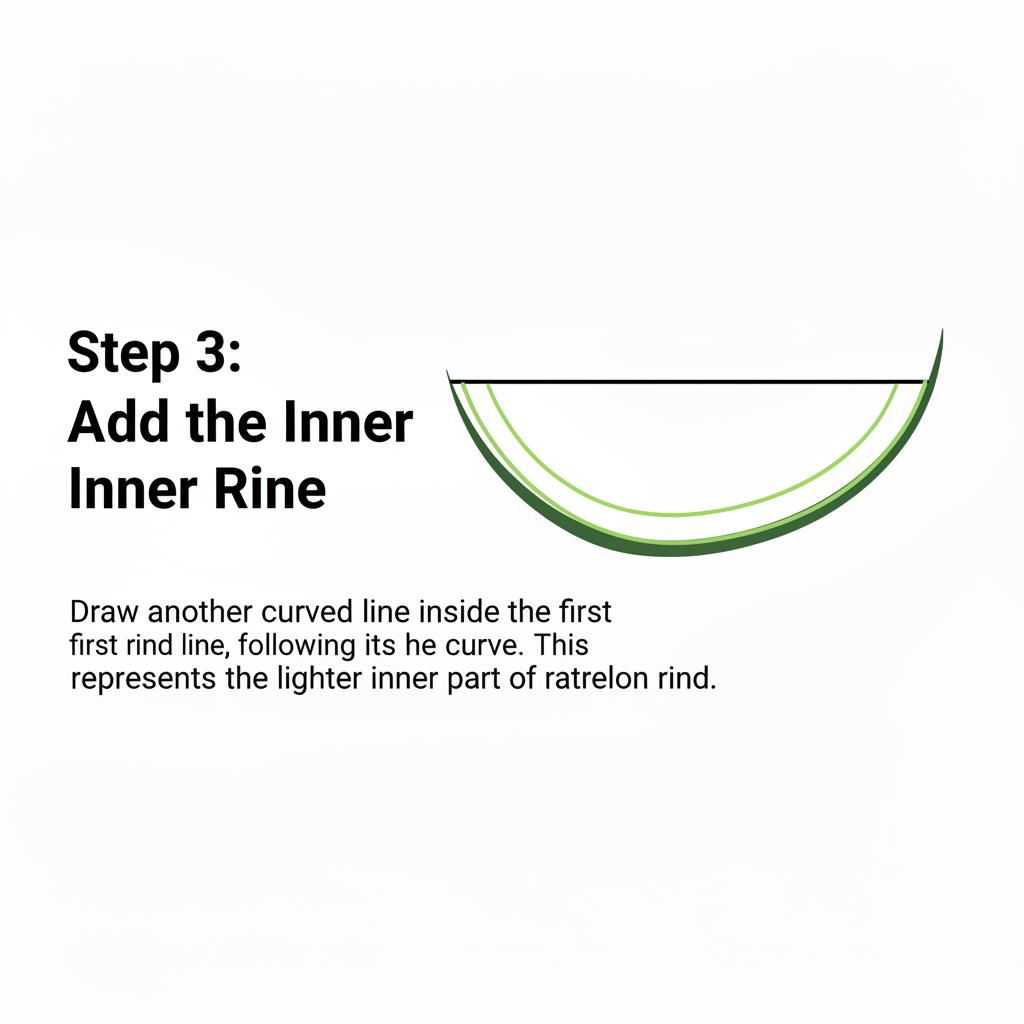 Step 3:
Add the Inner
Inner Rine
Draw another curved line inside the first
first rind line, following its he curve. This
represents the lighter inner part of ratrelon rind.